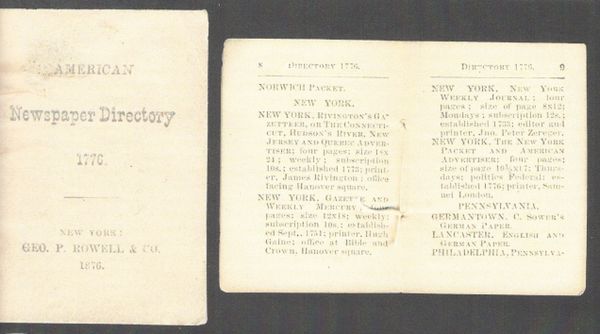 AMERICAN
Newspaper Directory
1776.
NEW YORK:
GEO. P. ROWELL & CO.
1876.
8 DIRECTORY 1776.
NORWICH PACKET.
NEW YORK.
NEW YORK, RIVINGTON'S GA-
ZETTEER, OR THE CONNECTI-
CUT, HUDSON'S RIVER, NEW
JERSEY AND QUEBEC ADVER-
TISER; four pages; size 18x
24; weekly; subscription
10s.; established 1773; print-
er, James Rivington; office
facing Hanover square.
NEW YORK, GAZETTE AND
WEEKLY MERCURY,
pages; size 12X18; weekly;
subscription 10s.; establish-
ed Sept., 1751; printer, Hugh
Gaine; office at Bible and
Crown, Hanover square.
DIRECTORY 1776. 9
NEW YORK, NEW YORK
WEEKLY JOURNAL; four
pages; size of page 8X12;
Mondays; subscription 12s.;
established 1733; editor and
printer, Jno. Peter Zereger.
NEW YORK, THE NEW YORK
PACKET AND AMERICAN
ADVERTISER; four pages;
size of page 10½X17; Thurs-
days; politics Federal; es-
tablished 1776; printer, Sam-
uel Loudon.
PENNSYLVANIA.
GERMANTOWN, C. SOWER'S
GERMAN PAPER.
LANCASTER, ENGLISH AND
GERMAN PAPER.
PHILADELPHIA, PENNSYLVA-